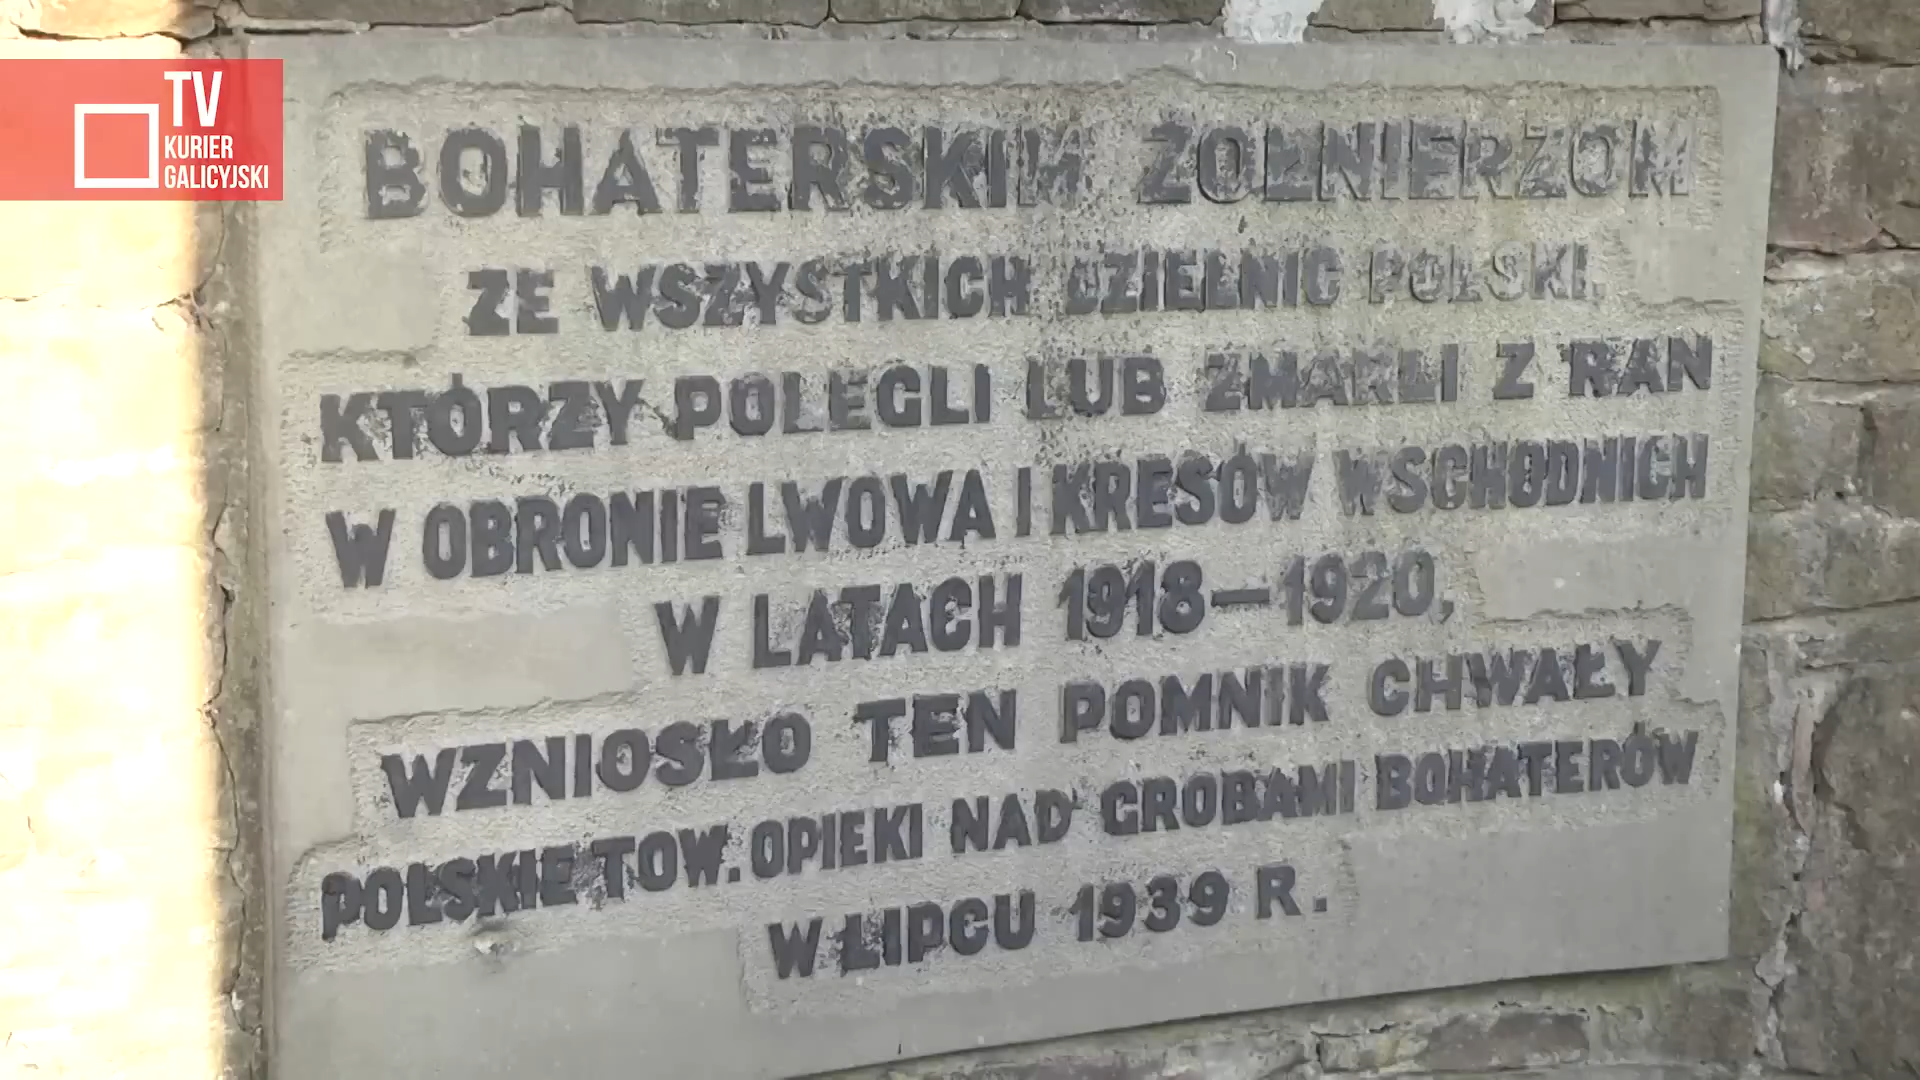 TV
KURIER
GALICYJSKI
BOHATERSKIM ŻOŁNIERZOM
ZE WSZYSTKICH DZIELNIC POLSKI,
KTÓRZY POLEGLI LUB ZMARLI Z RAN
W OBRONIE LWOWA I KRESÓW WSCHODNICH
W LATACH 1918—1920,
WZNIOSŁO TEN POMNIK CHWAŁY
POLSKIE TOW. OPIEKI NAD GROBAMI BOHATERÓW
W LIPCU 1939 R.